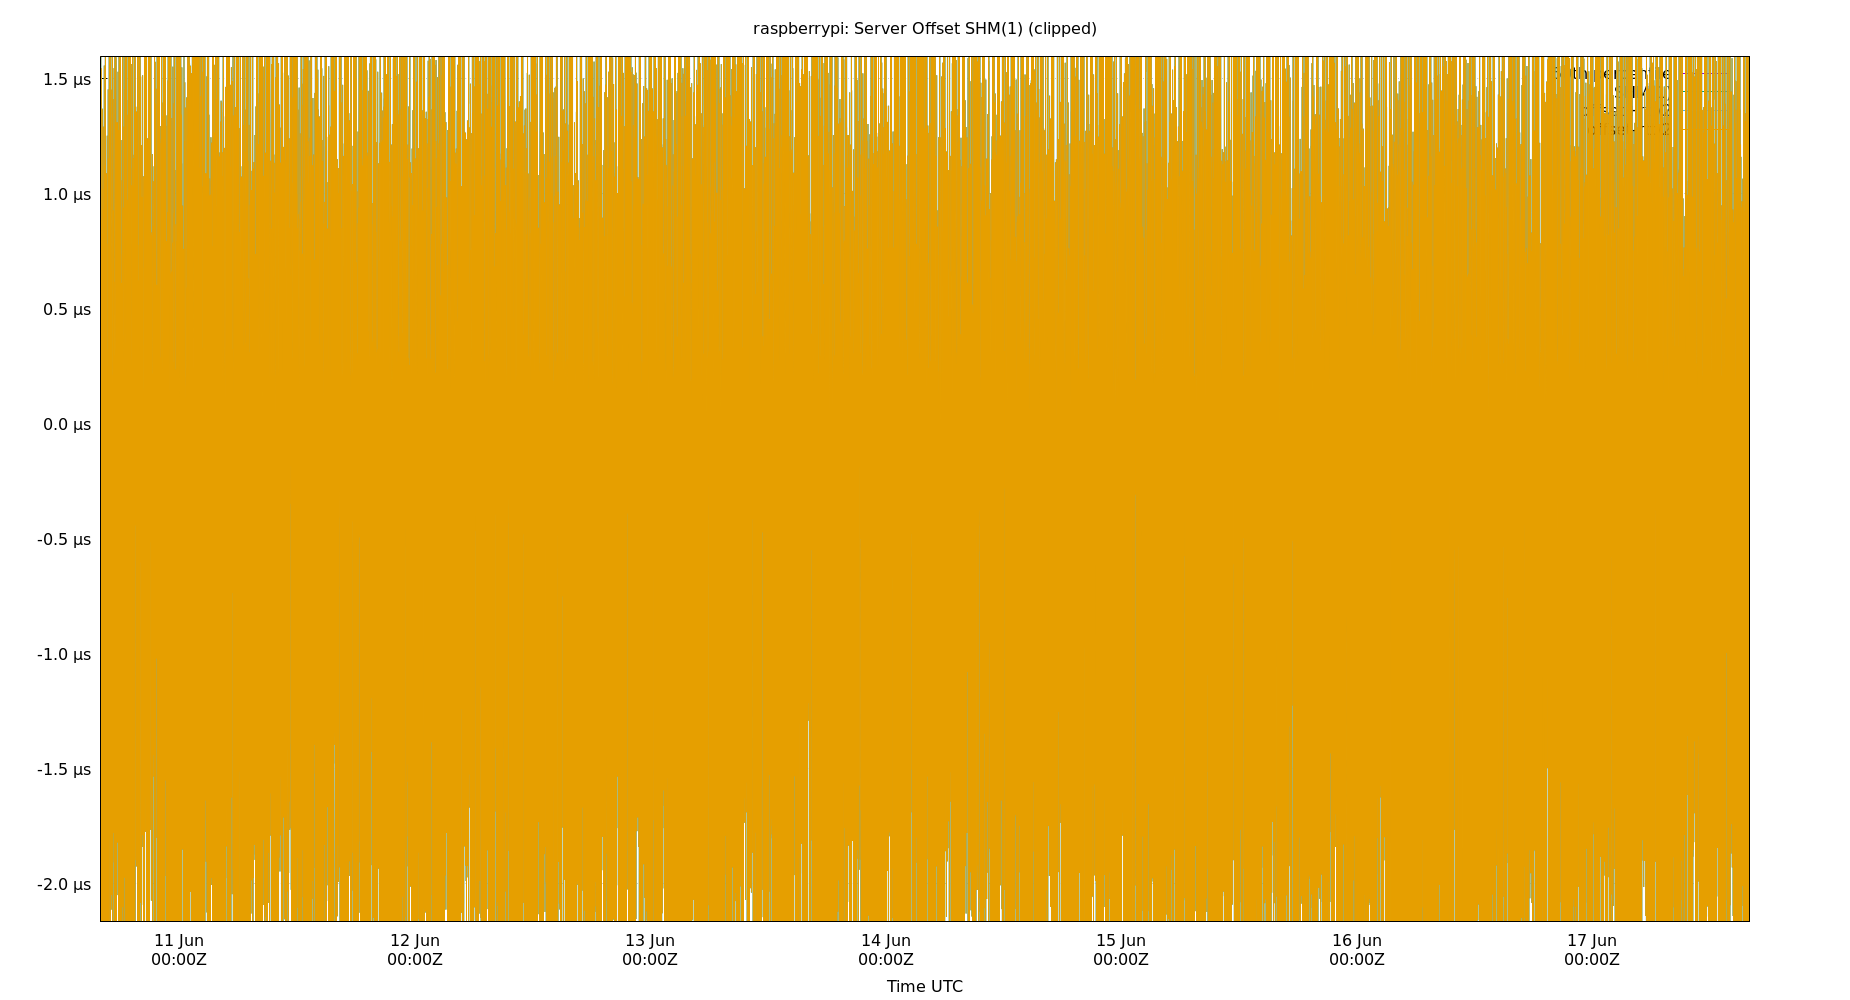 raspberrypi: Server Offset SHM(1) (clipped)
1.5 µs
1.0 µs
0.5 µs
0.0 µs
-0.5 µs
-1.0 µs
-1.5 µs
-2.0 µs
percentile
11 Jun 12 Jun 13 Jun 14 Jun 15 Jun 16 Jun 17 Jun
00:00Z 00:00Z 00:00Z 00:00Z 00:00Z 00:00Z 00:00Z
Time UTC